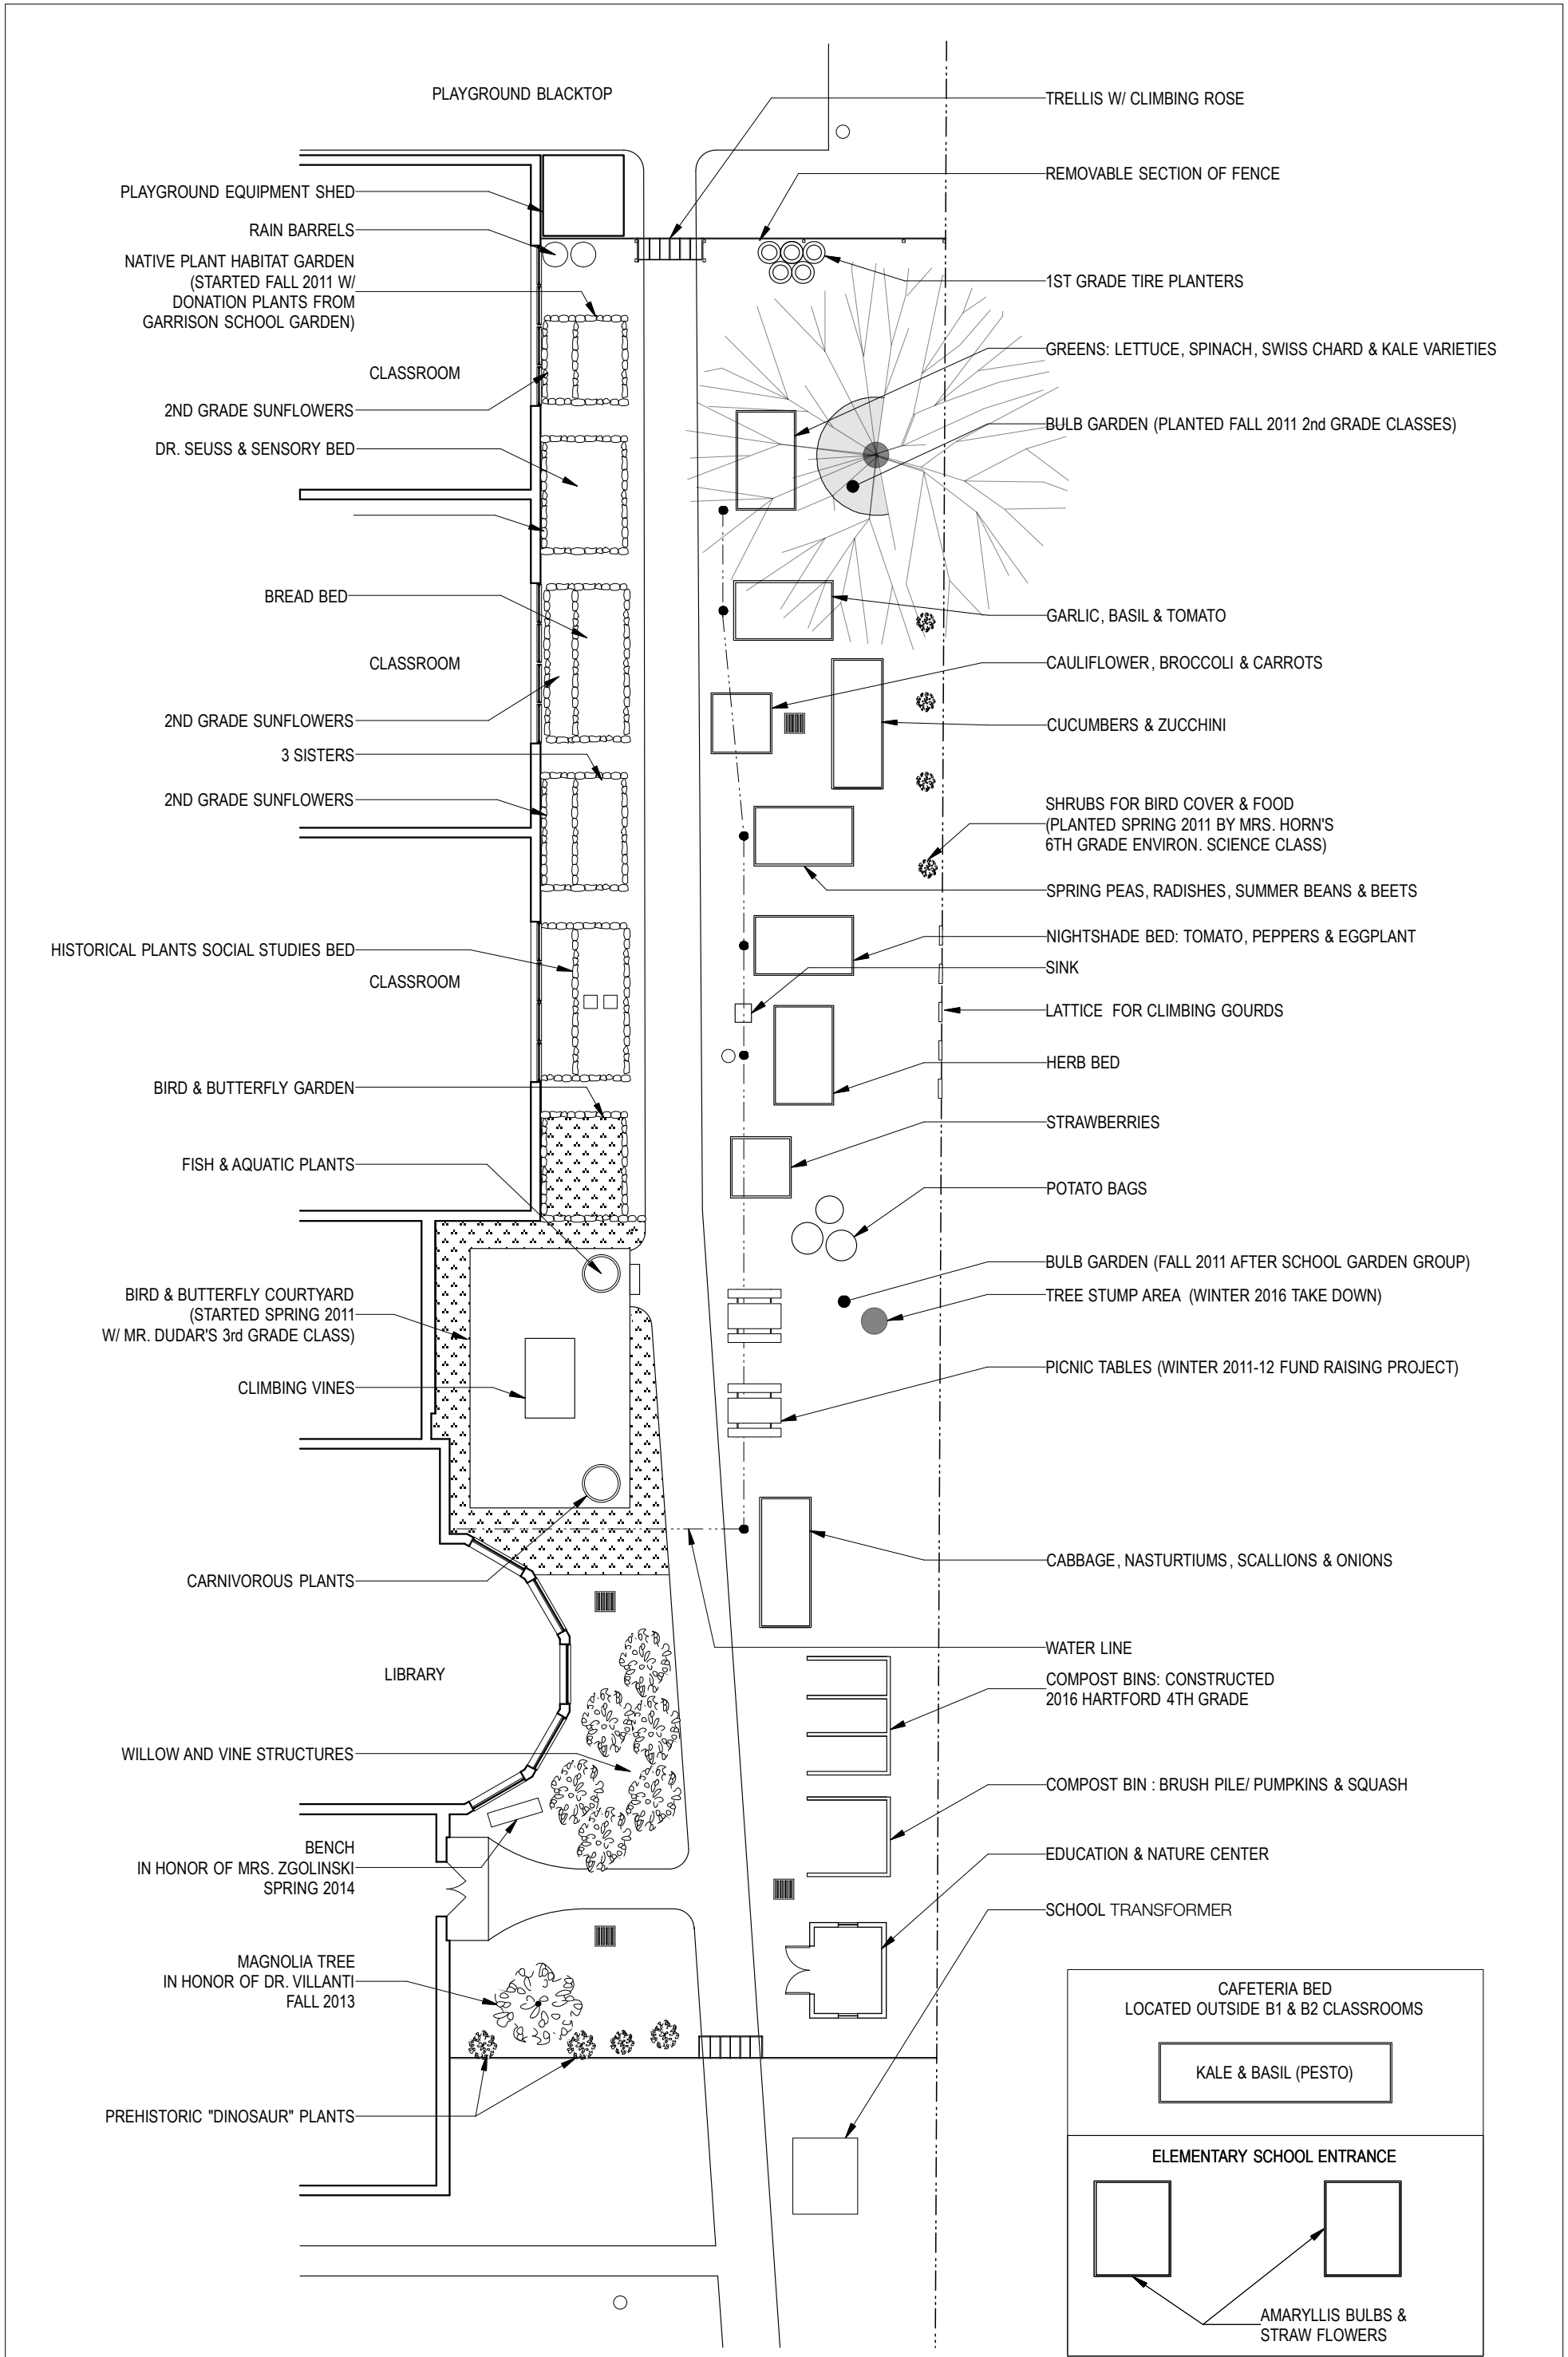 PLAYGROUND BLACKTOP
PLAYGROUND EQUIPMENT SHED
RAIN BARRELS
NATIVE PLANT HABITAT GARDEN
(STARTED FALL 2011 W/
DONATION PLANTS FROM
GARRISON SCHOOL GARDEN)
CLASSROOM
2ND GRADE SUNFLOWERS
DR. SEUSS & SENSORY BED
BREAD BED
CLASSROOM
2ND GRADE SUNFLOWERS
3 SISTERS
2ND GRADE SUNFLOWERS
HISTORICAL PLANTS SOCIAL STUDIES BED
CLASSROOM
BIRD & BUTTERFLY GARDEN
FISH & AQUATIC PLANTS
BIRD & BUTTERFLY COURTYARD
(STARTED SPRING 2011
W/ MR. DUDAR'S 3rd GRADE CLASS)
CLIMBING VINES
CARNIVOROUS PLANTS
LIBRARY
WILLOW AND VINE STRUCTURES
BENCH
IN HONOR OF MRS. ZGOLINSKI
SPRING 2014
MAGNOLIA TREE
IN HONOR OF DR. VILLANTI
FALL 2013
PREHISTORIC "DINOSAUR" PLANTS
TRELLIS W/ CLIMBING ROSE
REMOVABLE SECTION OF FENCE
1ST GRADE TIRE PLANTERS
GREENS: LETTUCE, SPINACH, SWISS CHARD & KALE VARIETIES
BULB GARDEN (PLANTED FALL 2011 2nd GRADE CLASSES)
GARLIC, BASIL & TOMATO
CAULIFLOWER, BROCCOLI & CARROTS
CUCUMBERS & ZUCCHINI
SHRUBS FOR BIRD COVER & FOOD
(PLANTED SPRING 2011 BY MRS. HORN'S
6TH GRADE ENVIRON. SCIENCE CLASS)
SPRING PEAS, RADISHES, SUMMER BEANS & BEETS
NIGHTSHADE BED: TOMATO, PEPPERS & EGGPLANT
SINK
LATTICE FOR CLIMBING GOURDS
HERB BED
STRAWBERRIES
POTATO BAGS
BULB GARDEN (FALL 2011 AFTER SCHOOL GARDEN GROUP)
TREE STUMP AREA (WINTER 2016 TAKE DOWN)
PICNIC TABLES (WINTER 2011-12 FUND RAISING PROJECT)
CABBAGE, NASTURTIUMS, SCALLIONS & ONIONS
WATER LINE
COMPOST BINS: CONSTRUCTED
2016 HARTFORD 4TH GRADE
COMPOST BIN : BRUSH PILE/ PUMPKINS & SQUASH
EDUCATION & NATURE CENTER
SCHOOL TRANSFORMER
CAFETERIA BED
LOCATED OUTSIDE B1 & B2 CLASSROOMS
KALE & BASIL (PESTO)
ELEMENTARY SCHOOL ENTRANCE
AMARYLLIS BULBS &
STRAW FLOWERS